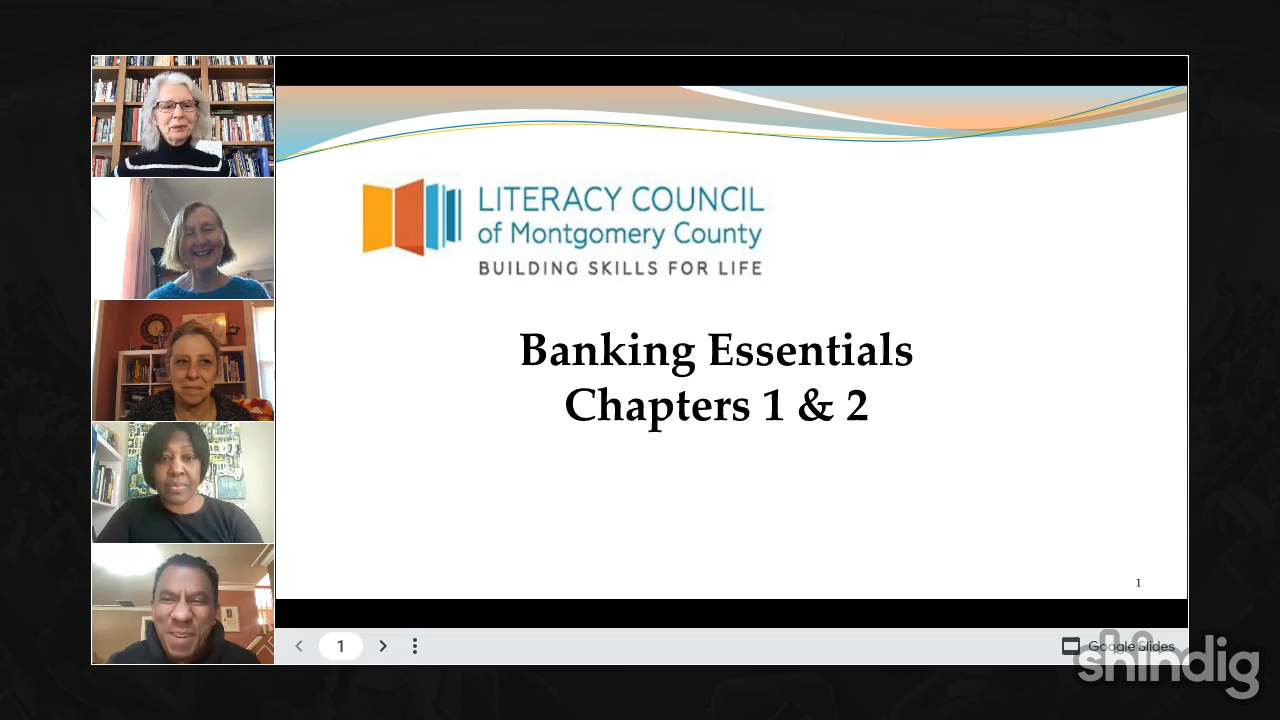 LITERACY COUNCIL
of Montgomery County
BUILDING SKILLS FOR LIFE
Banking Essentials
Chapters 1 & 2
1
1
Google Slides
shindig